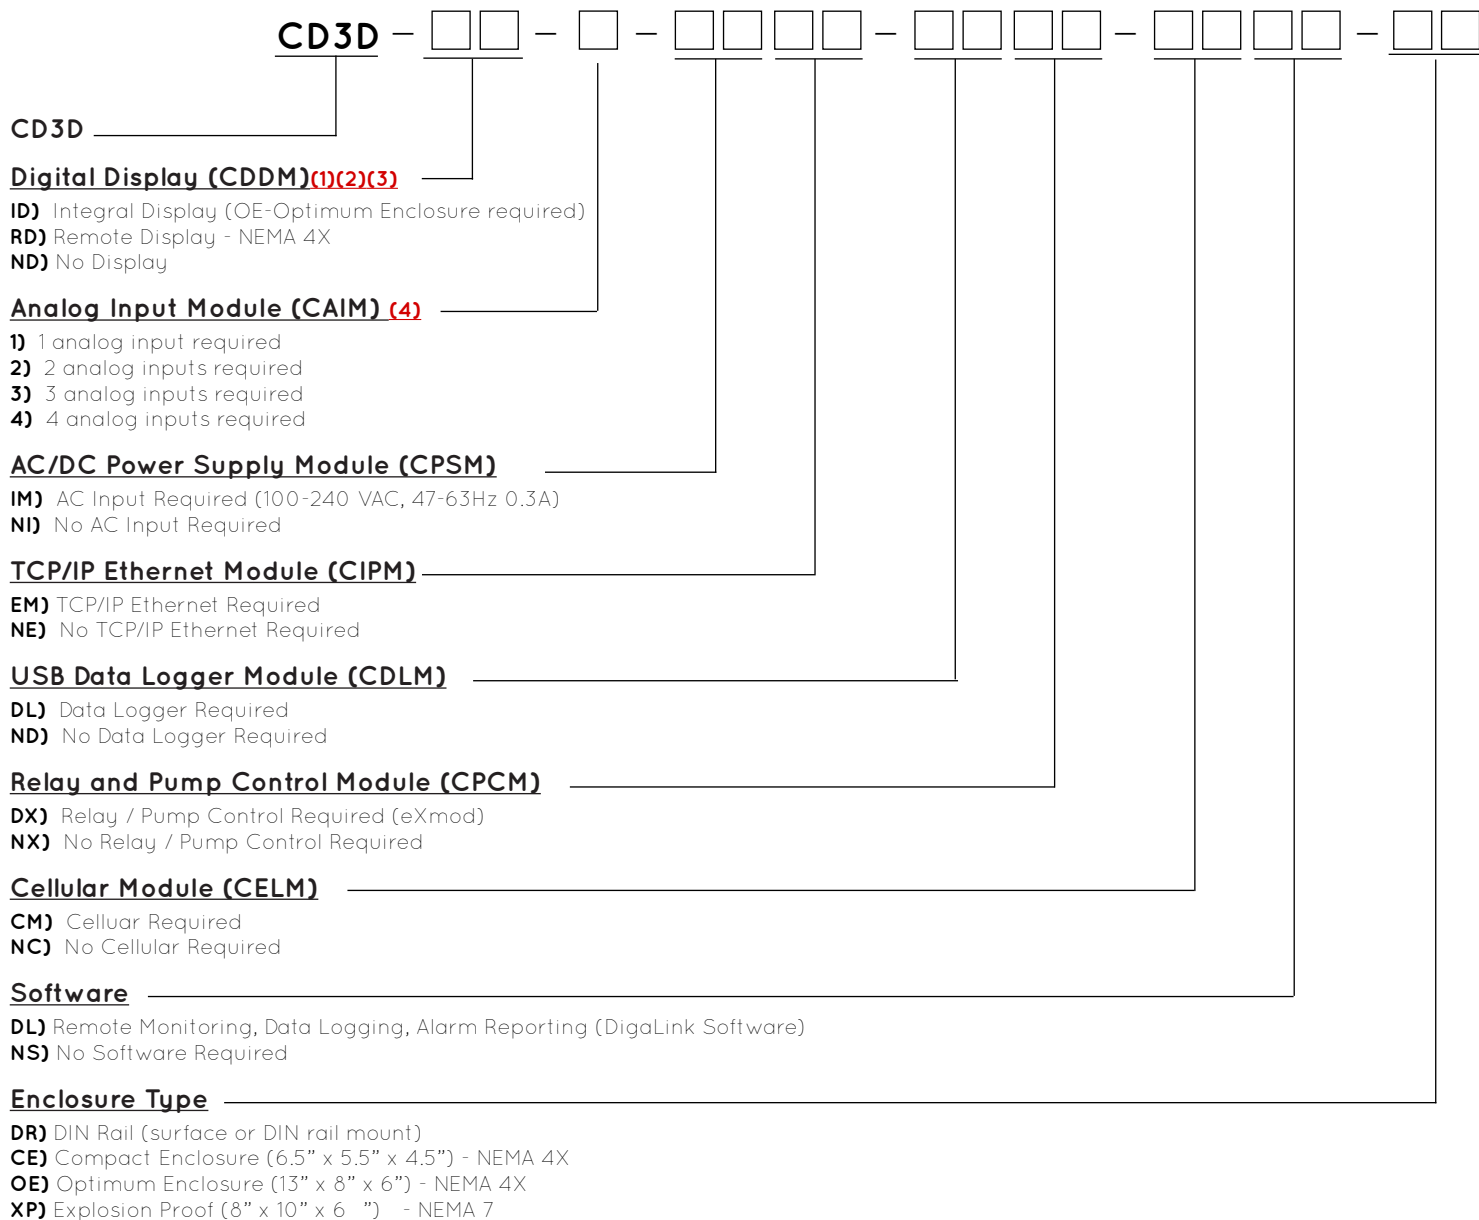 CD3D – – – – – –
CD3D
Digital Display (CDDM)(1)(2)(3)
ID) Integral Display (OE-Optimum Enclosure required)
RD) Remote Display - NEMA 4X
ND) No Display
Analog Input Module (CAIM) (4)
1) 1 analog input required
2) 2 analog inputs required
3) 3 analog inputs required
4) 4 analog inputs required
AC/DC Power Supply Module (CPSM)
IM) AC Input Required (100-240 VAC, 47-63Hz 0.3A)
NI) No AC Input Required
TCP/IP Ethernet Module (CIPM)
EM) TCP/IP Ethernet Required
NE) No TCP/IP Ethernet Required
USB Data Logger Module (CDLM)
DL) Data Logger Required
ND) No Data Logger Required
Relay and Pump Control Module (CPCM)
DX) Relay / Pump Control Required (eXmod)
NX) No Relay / Pump Control Required
Cellular Module (CELM)
CM) Celluar Required
NC) No Cellular Required
Software
DL) Remote Monitoring, Data Logging, Alarm Reporting (DigaLink Software)
NS) No Software Required
Enclosure Type
DR) DIN Rail (surface or DIN rail mount)
CE) Compact Enclosure (6.5” x 5.5” x 4.5”) - NEMA 4X
OE) Optimum Enclosure (13” x 8” x 6”) - NEMA 4X
XP) Explosion Proof (8” x 10” x 6 ”) - NEMA 7